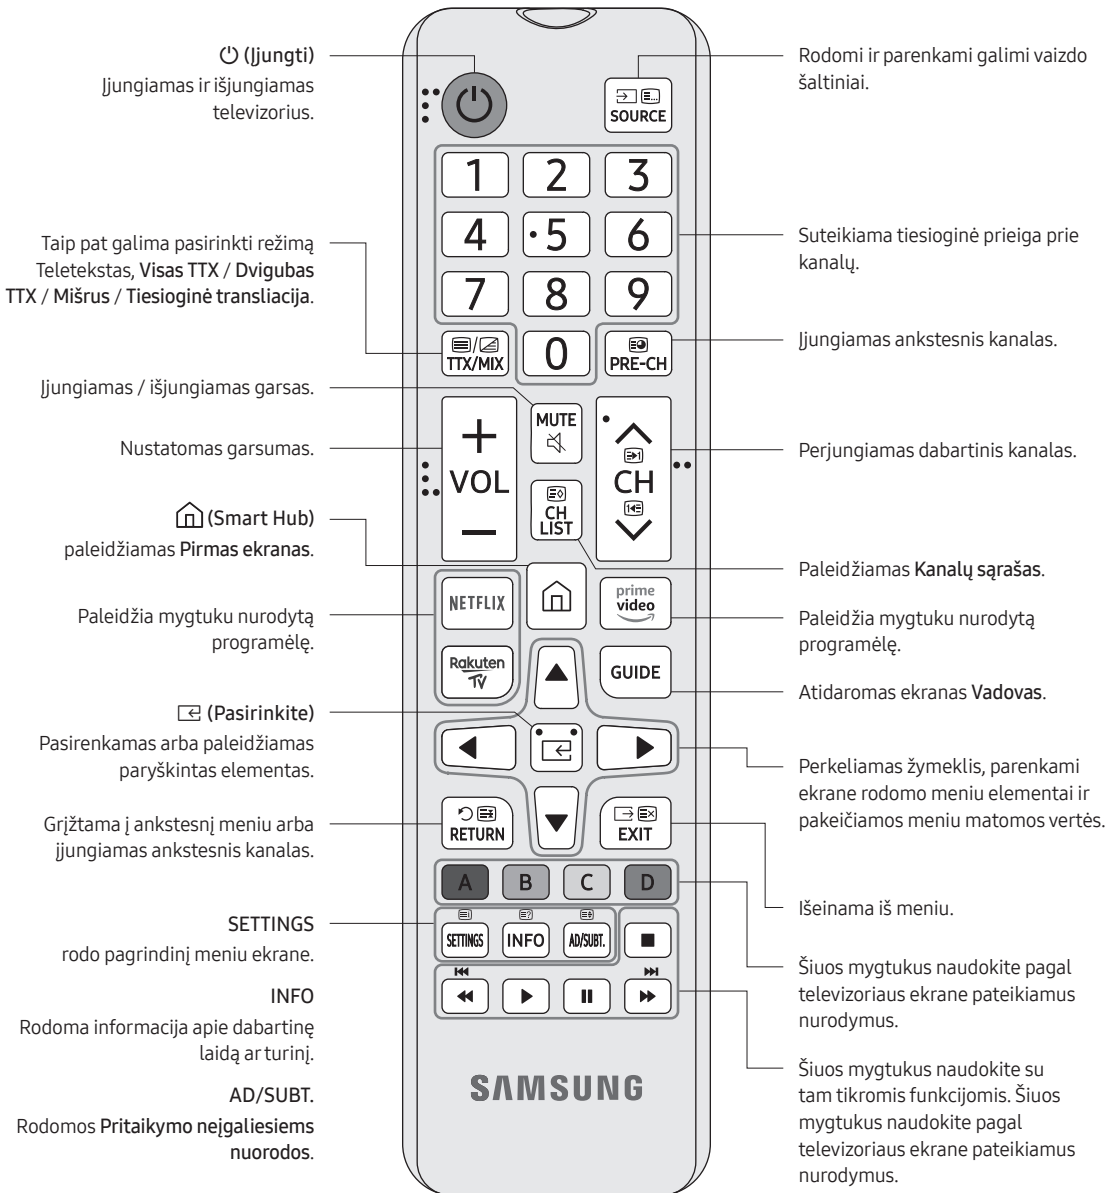 ⏻ (Įjungti)
Įjungiamas ir išjungiamas
televizorius.
Taip pat galima pasirinkti režimą
Teletekstas, Visas TTX / Dvigubas
TTX / Mišrus / Tiesioginė transliacija.
Įjungiamas / išjungiamas garsas.
Nustatomas garsumas.
(Smart Hub)
paleidžiamas Pirmas ekranas.
Paleidžia mygtuku nurodytą
programėlę.
(Pasirinkite)
Pasirenkamas arba paleidžiamas
paryškintas elementas.
Grįžtama į ankstesnį meniu arba
įjungiamas ankstesnis kanalas.
SETTINGS
rodo pagrindinį meniu ekrane.
INFO
Rodoma informacija apie dabartinę
laidą ar turinį.
AD/SUBT.
Rodomos Pritaikymo neįgaliesiems
nuorodos.
SOURCE
1 2 3
4 5 6
7 8 9
TTX/MIX 0 PRE-CH
MUTE
+
VOL
−
CH
CH
LIST
NETFLIX
prime
video
Rakuten
TV
GUIDE
RETURN
EXIT
A B C D
SETTINGS INFO AD/SUBT.
SAMSUNG
Rodomi ir parenkami galimi vaizdo
šaltiniai.
Suteikiama tiesioginė prieiga prie
kanalų.
Įjungiamas ankstesnis kanalas.
Perjungiamas dabartinis kanalas.
Paleidžiamas Kanalų sąrašas.
Paleidžia mygtuku nurodytą
programėlę.
Atidaromas ekranas Vadovas.
Perkeliamas žymeklis, parenkami
ekrane rodomo meniu elementai ir
pakeičiamos meniu matomos vertės.
Išeinama iš meniu.
Šiuos mygtukus naudokite pagal
televizoriaus ekrane pateikiamus
nurodymus.
Šiuos mygtukus naudokite su
tam tikromis funkcijomis. Šiuos
mygtukus naudokite pagal
televizoriaus ekrane pateikiamus
nurodymus.